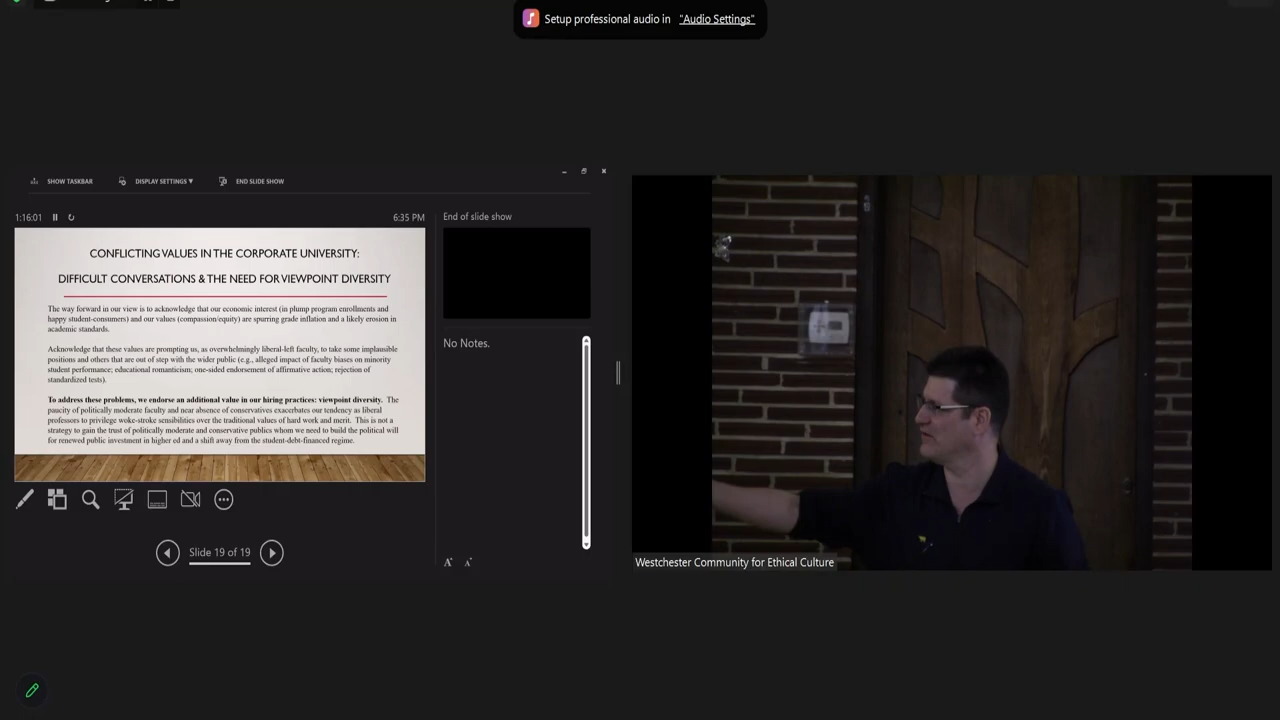 Setup professional audio in "Audio Settings"
SHOW TASKBAR
DISPLAY SETTINGS ▼
END SLIDE SHOW
1:16:01
6:35 PM
CONFLICTING VALUES IN THE CORPORATE UNIVERSITY:
DIFFICULT CONVERSATIONS & THE NEED FOR VIEWPOINT DIVERSITY
The way forward in our view is to acknowledge that our economic interest (in plump program enrollments and
happy student-consumers) and our values (compassion/equity) are spurring grade inflation and a likely erosion in
academic standards.
Acknowledge that these values are prompting us, as overwhelmingly liberal-left faculty, to take some implausible
positions and others that are out of step with the wider public (e.g., alleged impact of faculty biases on minority
student performance; educational romanticism; one-sided endorsement of affirmative action; rejection of
standardized tests).
To address these problems, we endorse an additional value in our hiring practices: viewpoint diversity. The
paucity of politically moderate faculty and near absence of conservatives exacerbates our tendency as liberal
professors to privilege woke-stroke sensibilities over the traditional values of hard work and merit. This is not a
strategy to gain the trust of politically moderate and conservative publics whom we need to build the political will
for renewed public investment in higher ed and a shift away from the student-debt-financed regime.
Slide 19 of 19
End of slide show
No Notes.
A A
Westchester Community for Ethical Culture